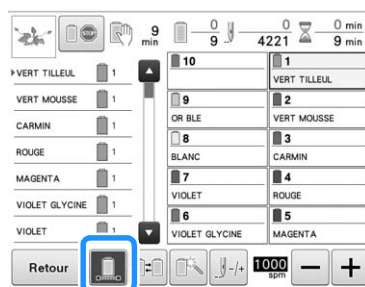 STOP
9 min
0 9
0 4221
0 min 9 min
VERT TILLEUL 1
VERT MOUSSE 1
CARMIN 1
ROUGE 1
MAGENTA 1
VIOLET GLYCINE 1
VIOLET 1
10
1 VERT TILLEUL
9 OR BLE
2 VERT MOUSSE
8 BLANC
3 CARMIN
7 VIOLET
4 ROUGE
6 VIOLET GLYCINE
5 MAGENTA
Retour
-/+
1000 spm
− +